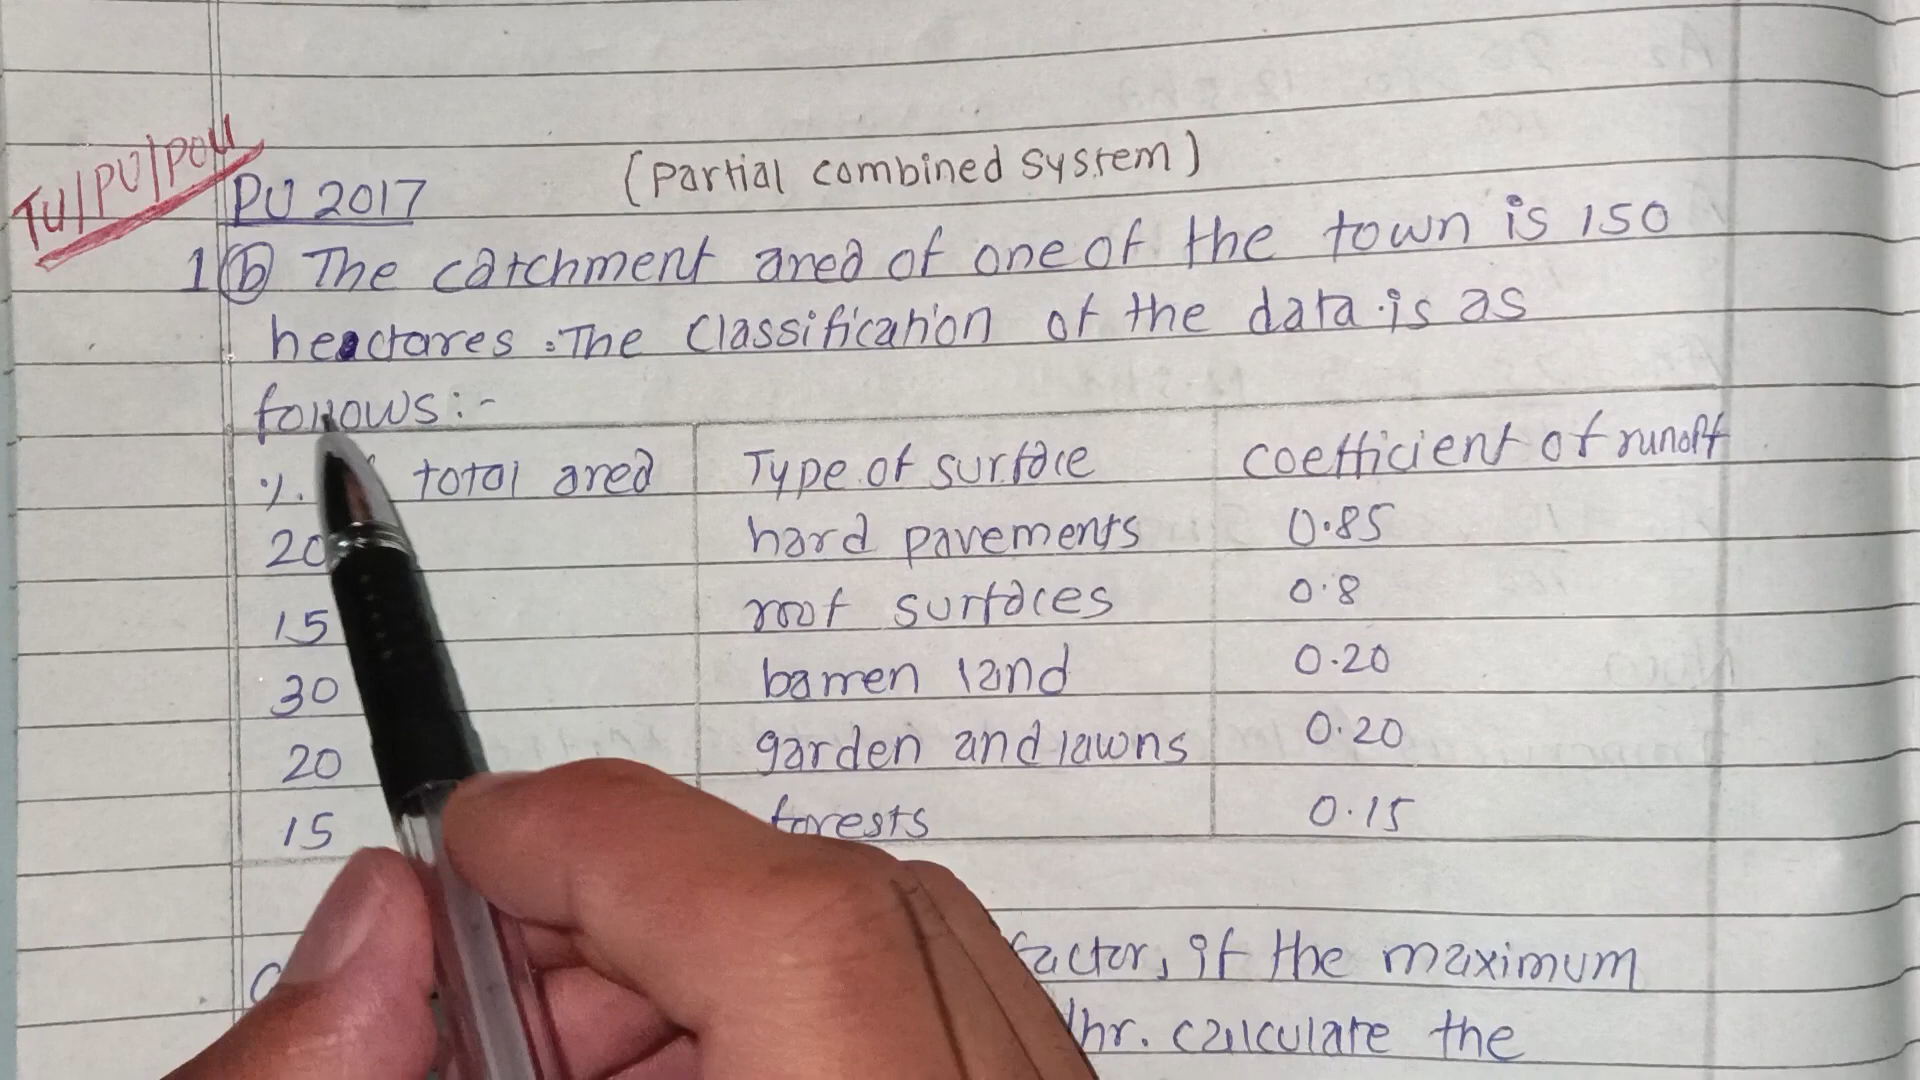 TU/PU/POU
PU 2017 (Partial combined system)
1 (b) The catchment area of one of the town is 150
hectares. The Classification of the data is as
follows:-
%. total area Type of surface coefficient of runoff
20 hard pavements 0.85
15 roof surfaces 0.8
30 barren land 0.20
20 garden and lawns 0.20
15 forests 0.15
factor, if the maximum
/hr. calculate the